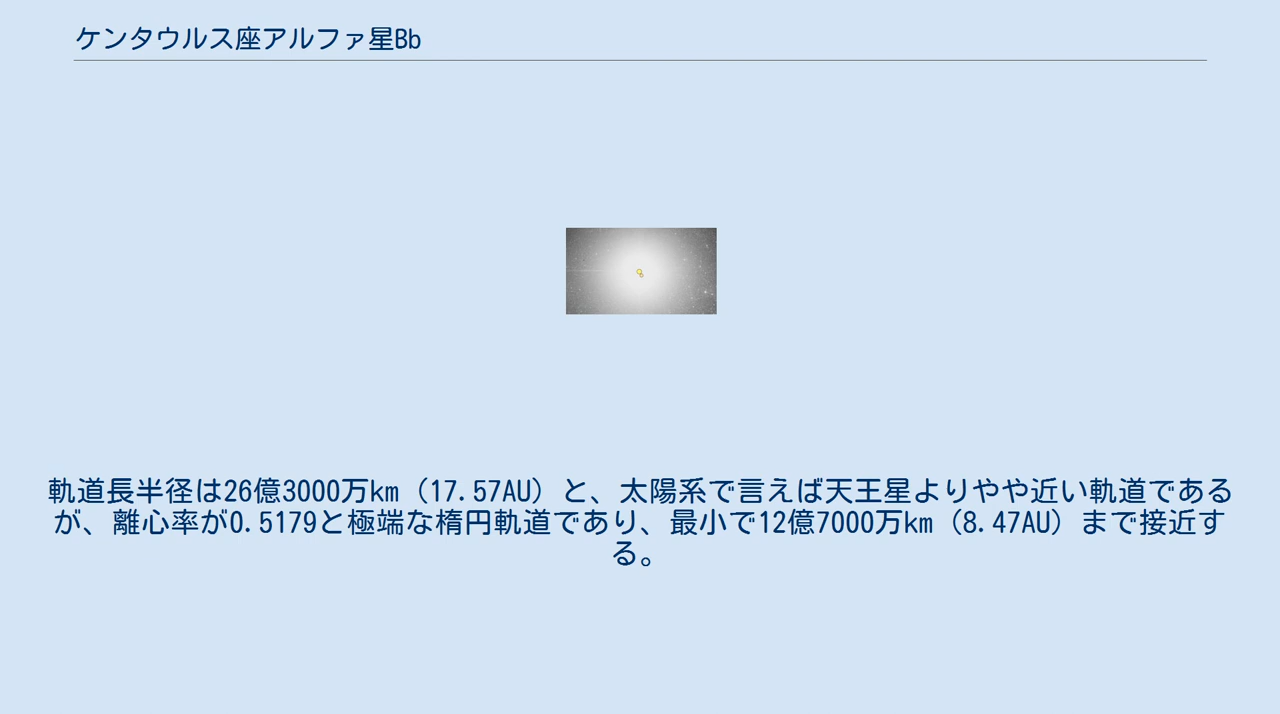 ケンタウルス座アルファ星Bb
軌道長半径は26億3000万km（17.57AU）と、太陽系で言えば天王星よりやや近い軌道である
が、離心率が0.5179と極端な楕円軌道であり、最小で12億7000万km（8.47AU）まで接近す
る。